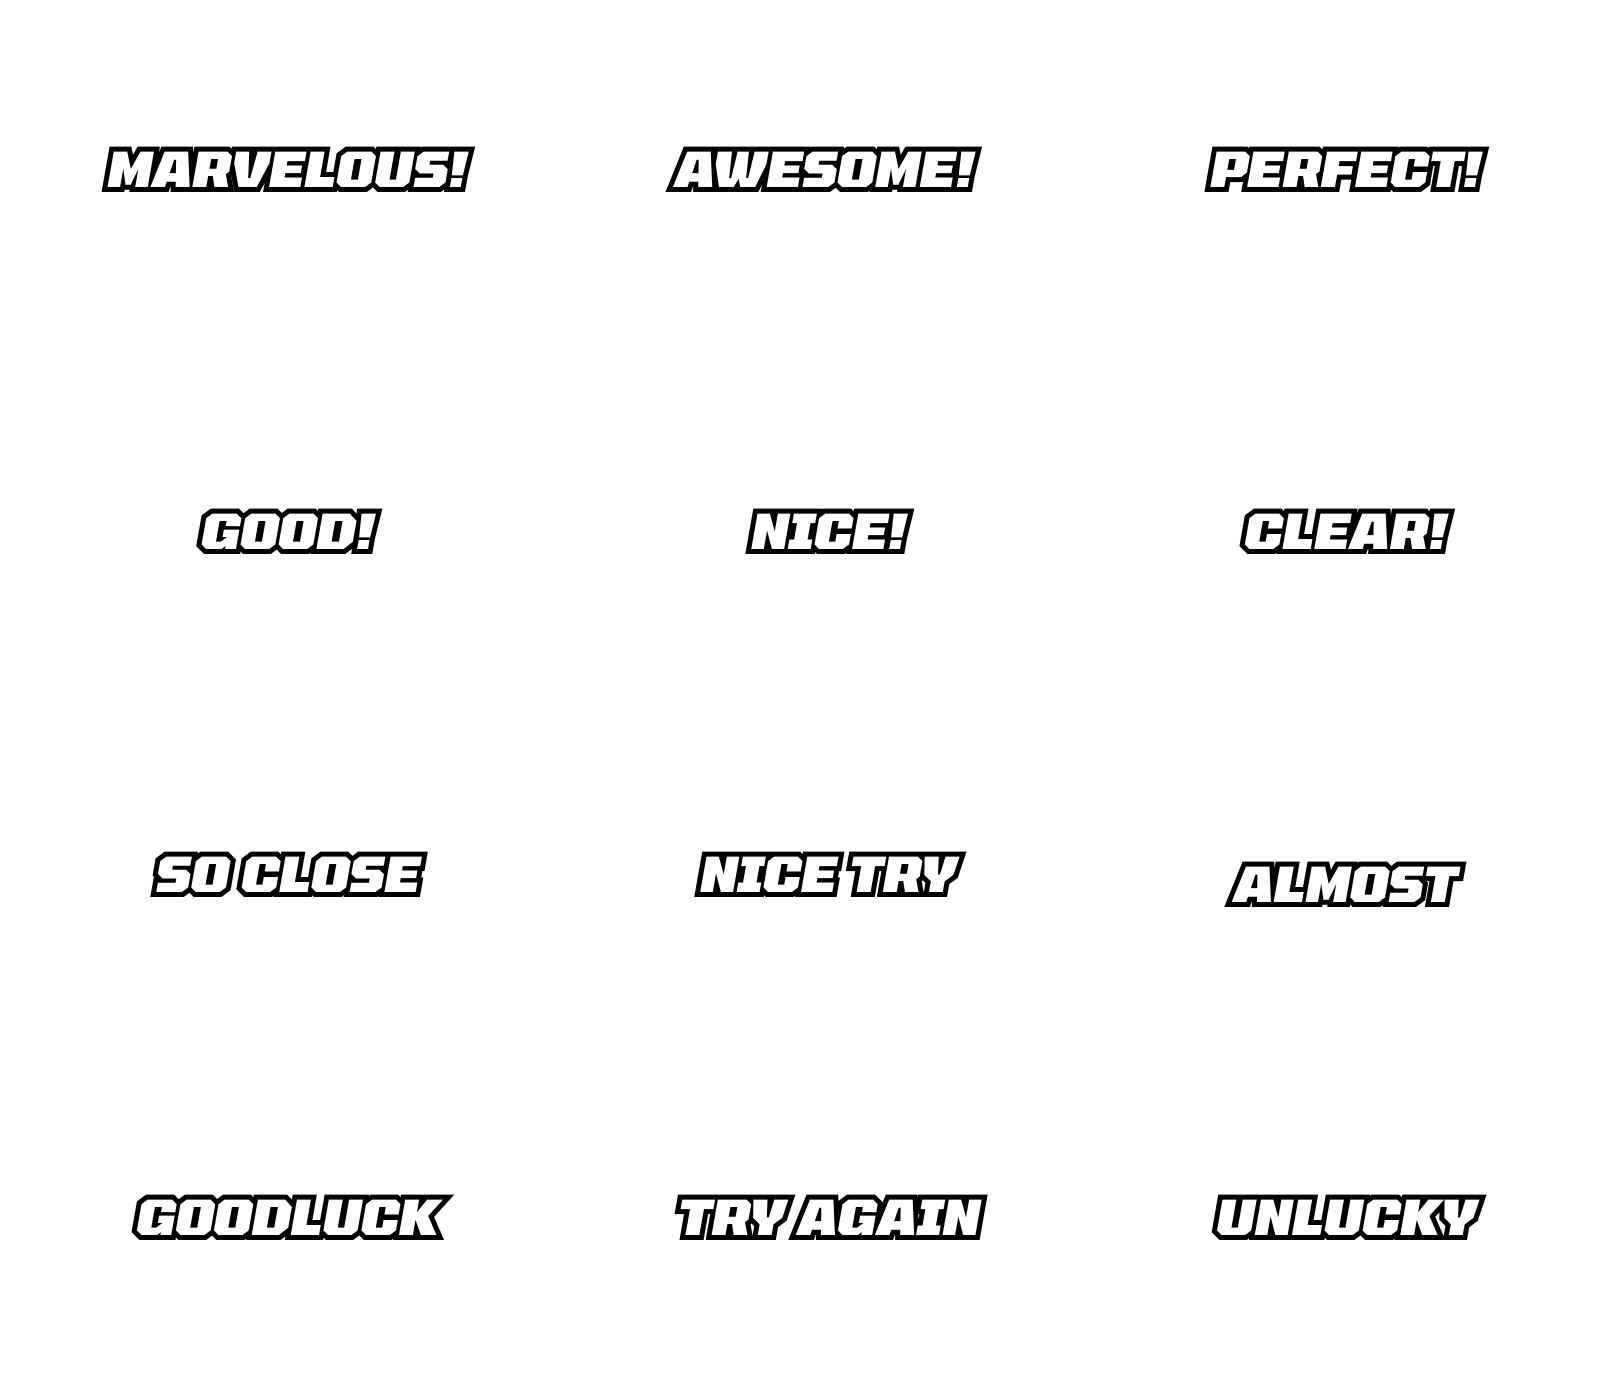 MARVELOUS!
AWESOME!
PERFECT!
GOOD!
NICE!
CLEAR!
SO CLOSE
NICE TRY
ALMOST
GOODLUCK
TRY AGAIN
UNLUCKY